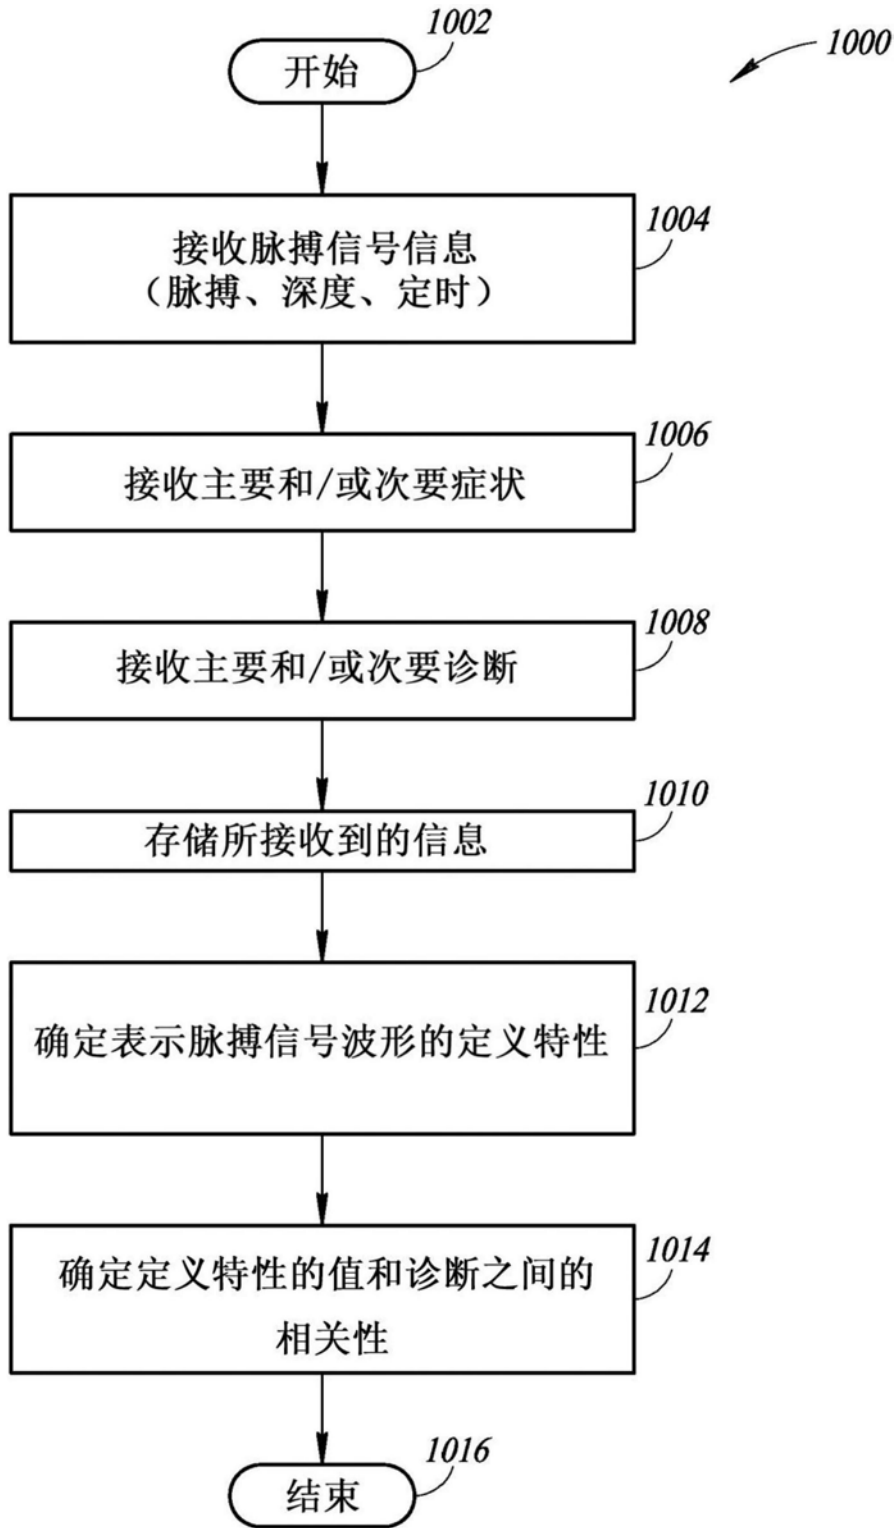 1002
1000
开始
1004
接收脉搏信号信息
（脉搏、深度、定时）
1006
接收主要和/或次要症状
1008
接收主要和/或次要诊断
1010
存储所接收到的信息
1012
确定表示脉搏信号波形的定义特性
1014
确定定义特性的值和诊断之间的
相关性
1016
结束